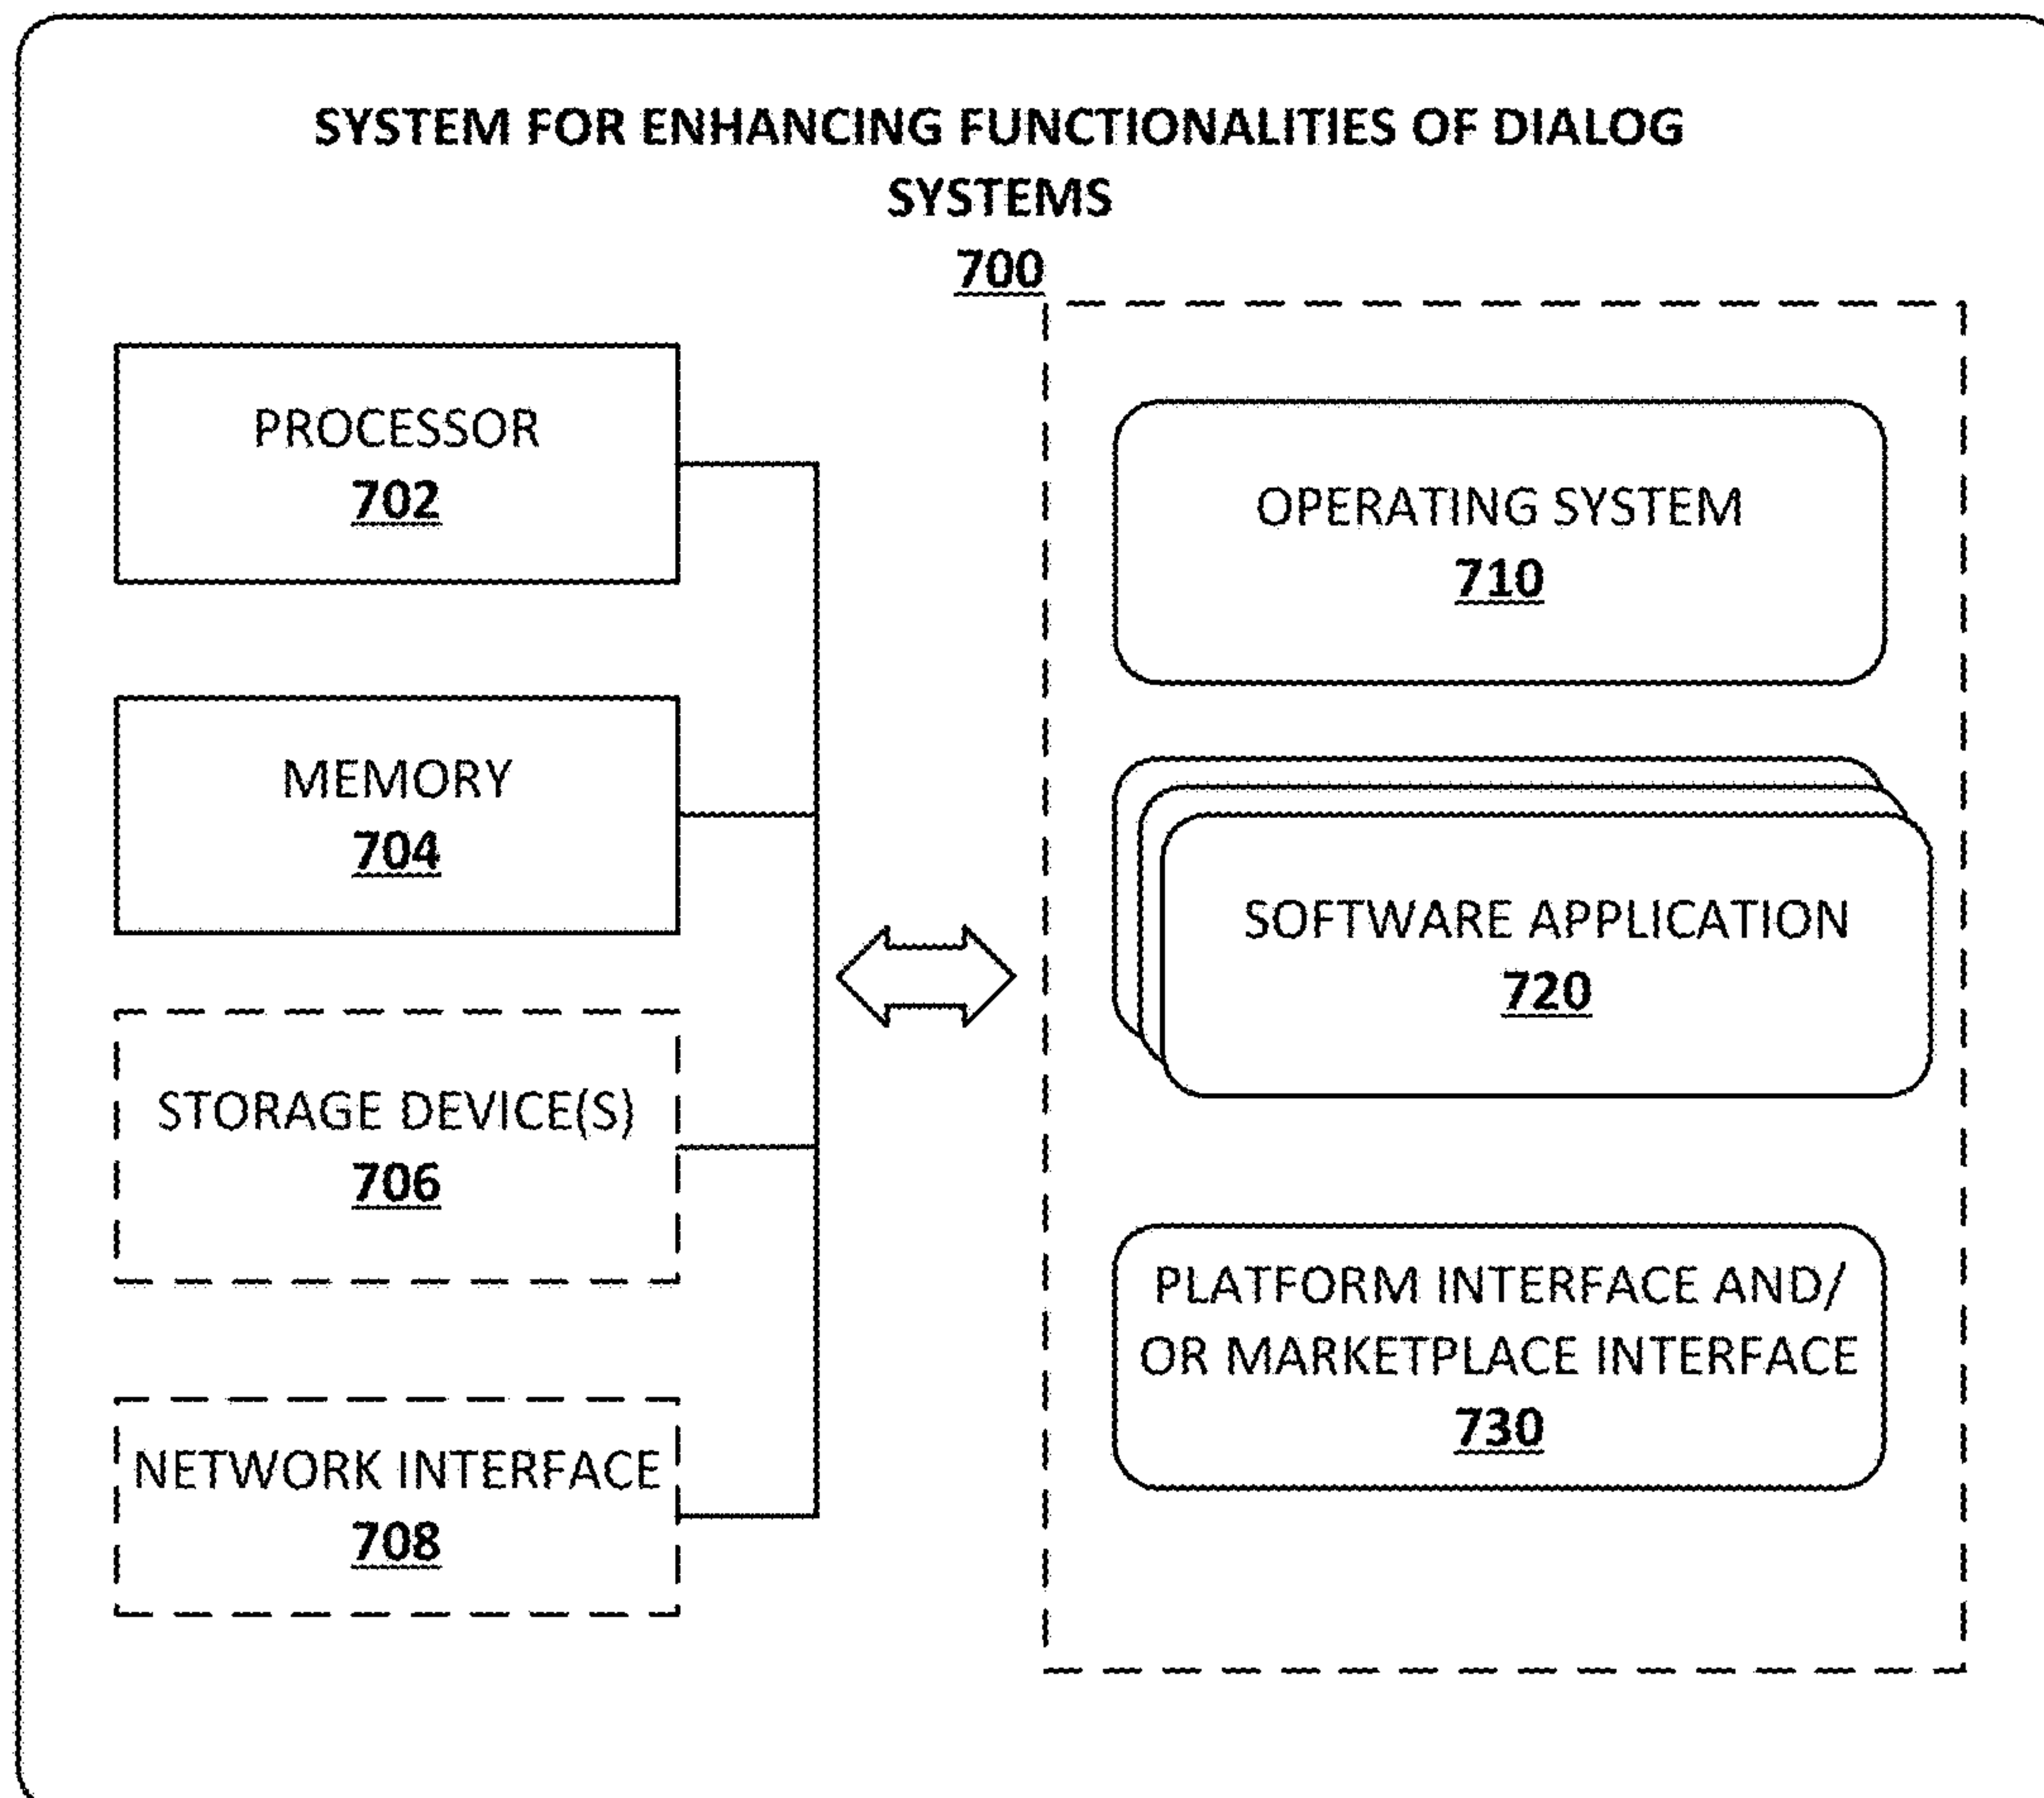 SYSTEM FOR ENHANCING FUNCTIONALITIES OF DIALOG
SYSTEMS
700
PROCESSOR
702
MEMORY
704
STORAGE DEVICE(S)
706
NETWORK INTERFACE
708
OPERATING SYSTEM
710
SOFTWARE APPLICATION
720
PLATFORM INTERFACE AND/
OR MARKETPLACE INTERFACE
730